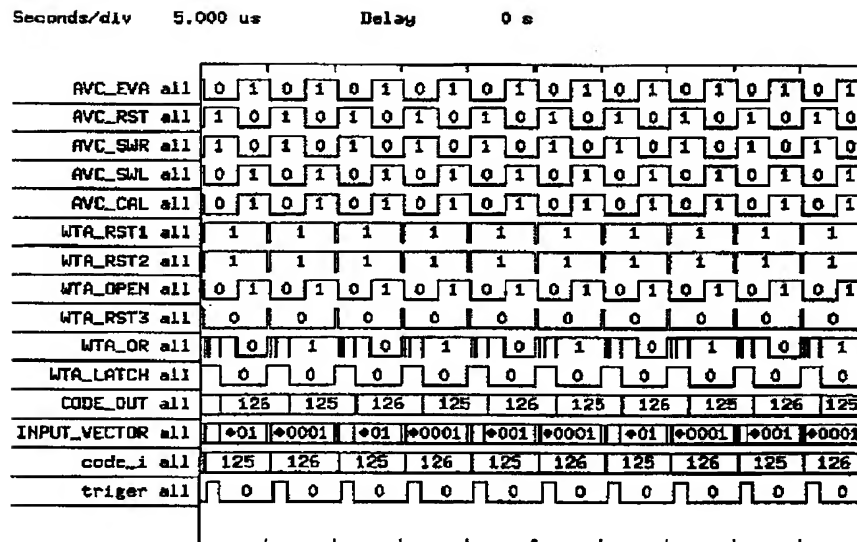 Seconds/div 5.000 us Delay 0 s
AVC_EVA all 0 1 0 1 0 1 0 1 0 1 0 1 0 1 0 1 0 1 0 1
AVC_RST all 1 0 1 0 1 0 1 0 1 0 1 0 1 0 1 0 1 0 1 0
AVC_SWR all 1 0 1 0 1 0 1 0 1 0 1 0 1 0 1 0 1 0 1 0
AVC_SWL all 0 1 0 1 0 1 0 1 0 1 0 1 0 1 0 1 0 1 0 1
AVC_CAL all 0 1 0 1 0 1 0 1 0 1 0 1 0 1 0 1 0 1 0 1
WTA_RST1 all 1 1 1 1 1 1 1 1 1 1
WTA_RST2 all 1 1 1 1 1 1 1 1 1 1
WTA_OPEN all 0 1 0 1 0 1 0 1 0 1 0 1 0 1 0 1 0 1 0 1
WTA_RST3 all 0 0 0 0 0 0 0 0 0 0
WTA_OR all 0 1 0 1 0 1 0 1 0 1
WTA_LATCH all 0 0 0 0 0 0 0 0 0 0
CODE_OUT all 126 125 126 125 126 125 126 125 126 125
INPUT_VECTOR all ◆01 ◆0001 ◆01 ◆0001 ◆001 ◆0001 ◆01 ◆0001 ◆001 ◆0001
code_i all 125 126 125 126 125 126 125 126 125 126
triger all 0 0 0 0 0 0 0 0 0 0